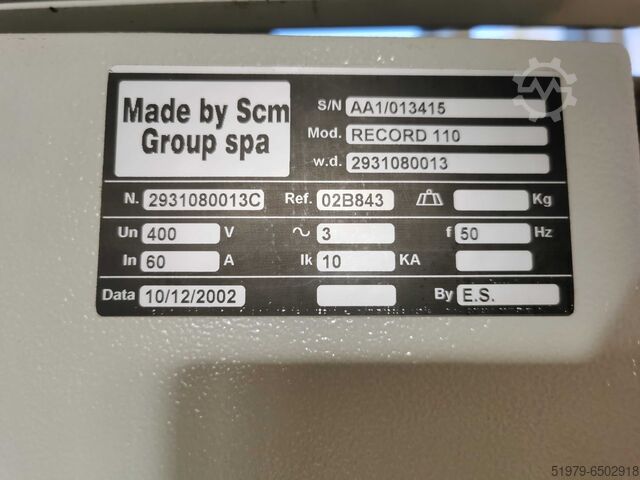 Made by Scm
Group spa
S/N AA1/013415
Mod. RECORD 110
w.d. 2931080013
N. 2931080013C Ref. 02B843 Kg
Un 400 V ~ 3 f 50 Hz
In 60 A Ik 10 KA
Data 10/12/2002 By E.S.
51979-6502918